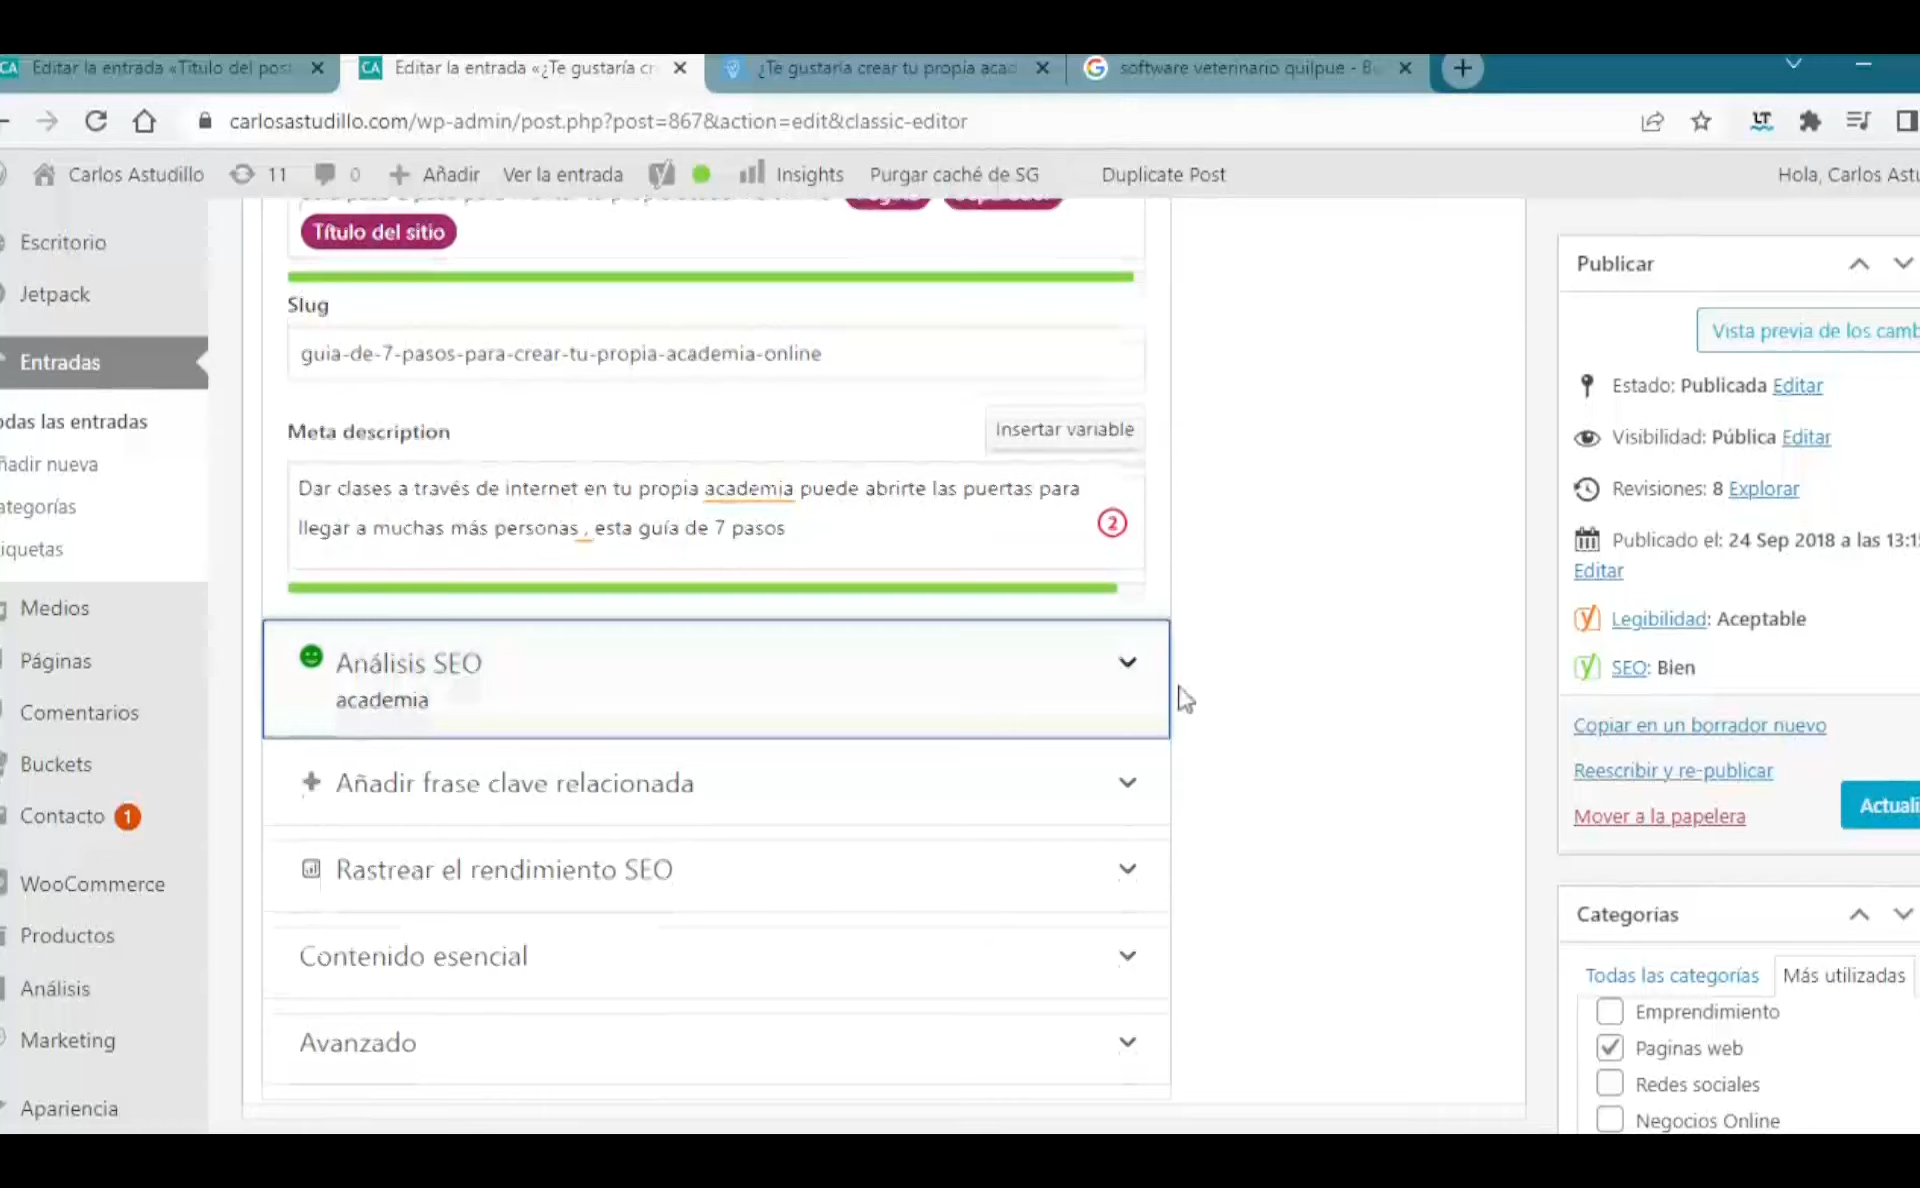 CA Editar la entrada «Título del post
CA Editar la entrada «¿Te gustaría cr
¿Te gustaría crear tu propia acad
software veterinario quilpue - B
carlosastudillo.com/wp-admin/post.php?post=867&action=edit&classic-editor
LT
Carlos Astudillo 11 0 Añadir Ver la entrada Insights Purgar caché de SG Duplicate Post Hola, Carlos Astu
Escritorio
Jetpack
Entradas
odas las entradas
ñadir nueva
ategorías
iquetas
Medios
Páginas
Comentarios
Buckets
Contacto 1
WooCommerce
Productos
Análisis
Marketing
Apariencia
Título del sitio
Slug
guia-de-7-pasos-para-crear-tu-propia-academia-online
Meta description
Insertar variable
Dar clases a través de internet en tu propia academia puede abrirte las puertas para
llegar a muchas más personas , esta guía de 7 pasos
2
Análisis SEO
academia
Añadir frase clave relacionada
Rastrear el rendimiento SEO
Contenido esencial
Avanzado
Publicar
Vista previa de los camb
Estado: Publicada Editar
Visibilidad: Pública Editar
Revisiones: 8 Explorar
Publicado el: 24 Sep 2018 a las 13:15
Editar
Legibilidad: Aceptable
SEO: Bien
Copiar en un borrador nuevo
Reescribir y re-publicar
Mover a la papelera
Actuali
Categorías
Todas las categorías
Más utilizadas
Emprendimiento
Paginas web
Redes sociales
Negocios Online